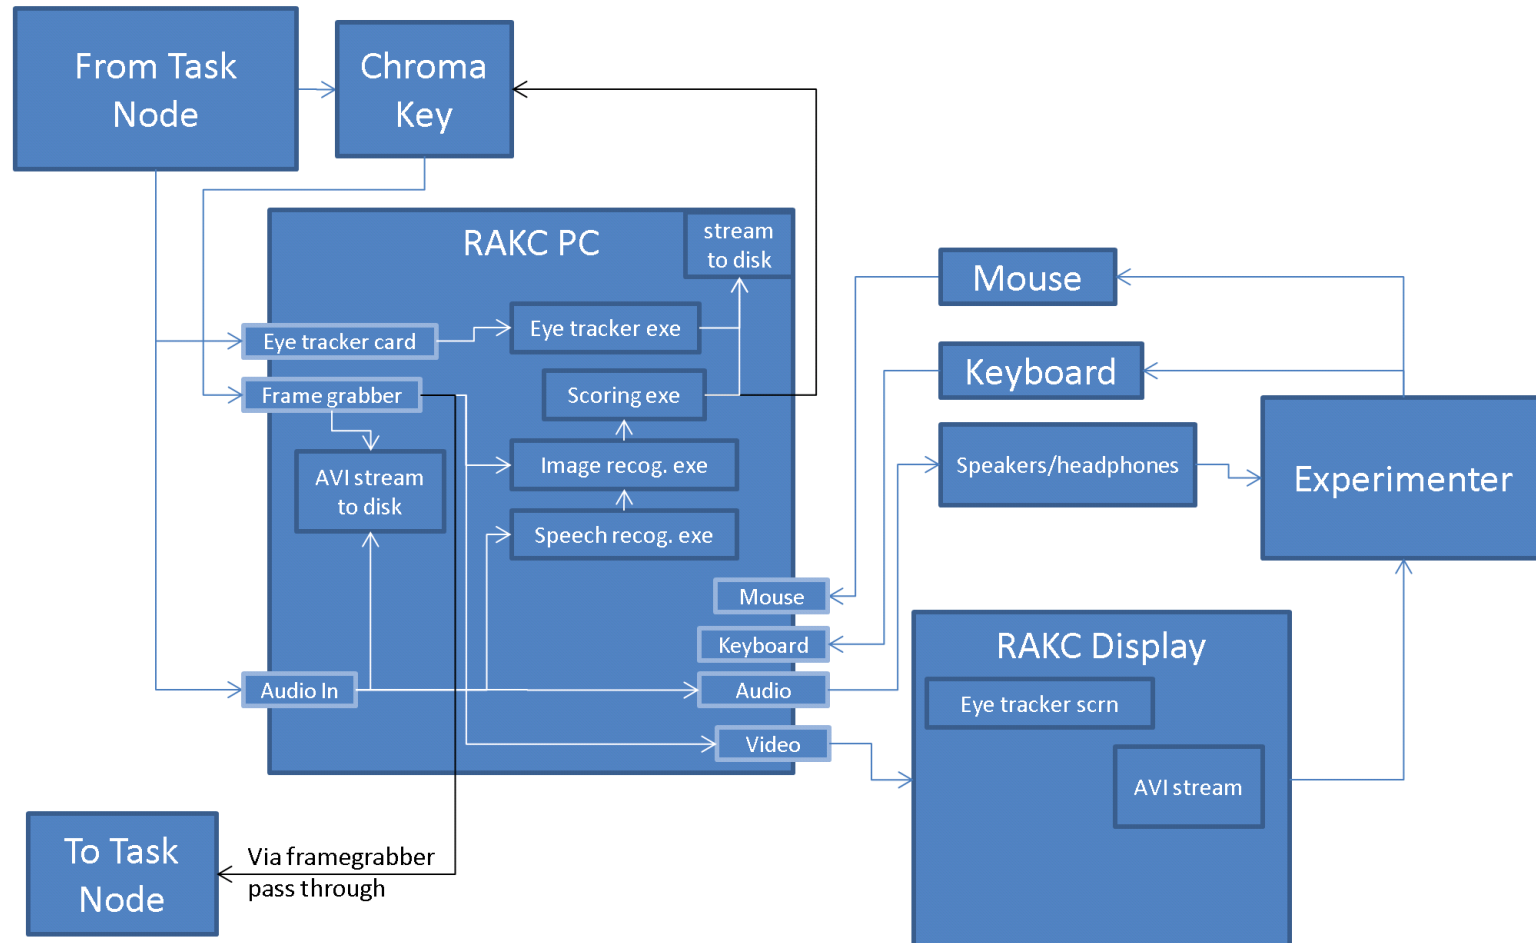 From Task
Node
Chroma
Key
RAKC PC
stream
to disk
Eye tracker card
Eye tracker exe
Frame grabber
Scoring exe
AVI stream
to disk
Image recog. exe
Speech recog. exe
Mouse
Keyboard
Audio In
Audio
Video
Mouse
Keyboard
Speakers/headphones
Experimenter
RAKC Display
Eye tracker scrn
AVI stream
To Task
Node
Via framegrabber
pass through